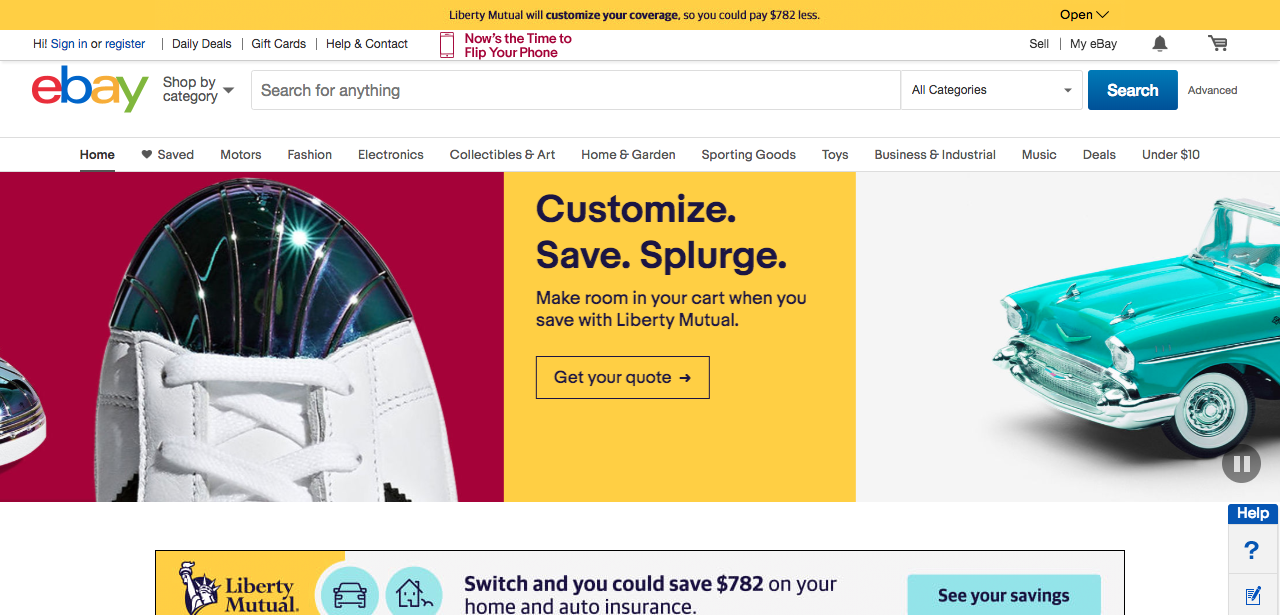 Liberty Mutual will customize your coverage, so you could pay $782 less.
Open
Hi! Sign in or register
Daily Deals
Gift Cards
Help & Contact
Now's the Time to
Flip Your Phone
Sell
My eBay
ebay
Shop by
category
Search for anything
All Categories
Search
Advanced
Home
Saved
Motors
Fashion
Electronics
Collectibles & Art
Home & Garden
Sporting Goods
Toys
Business & Industrial
Music
Deals
Under $10
Customize.
Save. Splurge.
Make room in your cart when you
save with Liberty Mutual.
Get your quote →
Help
?
Liberty
Mutual.
Switch and you could save $782 on your
home and auto insurance.
See your savings